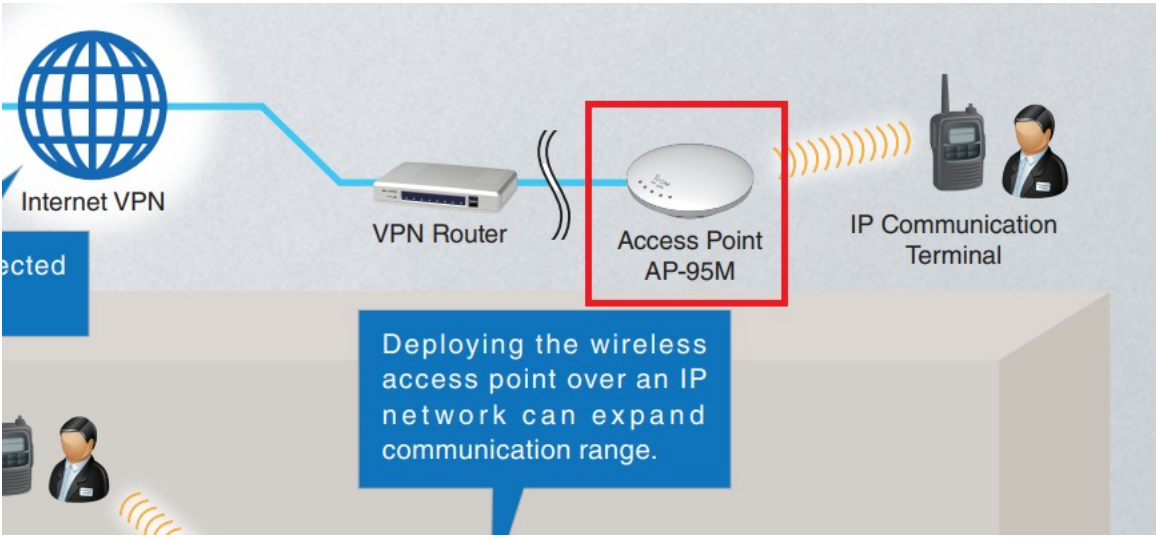 Internet VPN
VPN Router
Access Point
AP-95M
IP Communication
Terminal
ected
Deploying the wireless
access point over an IP
network can expand
communication range.